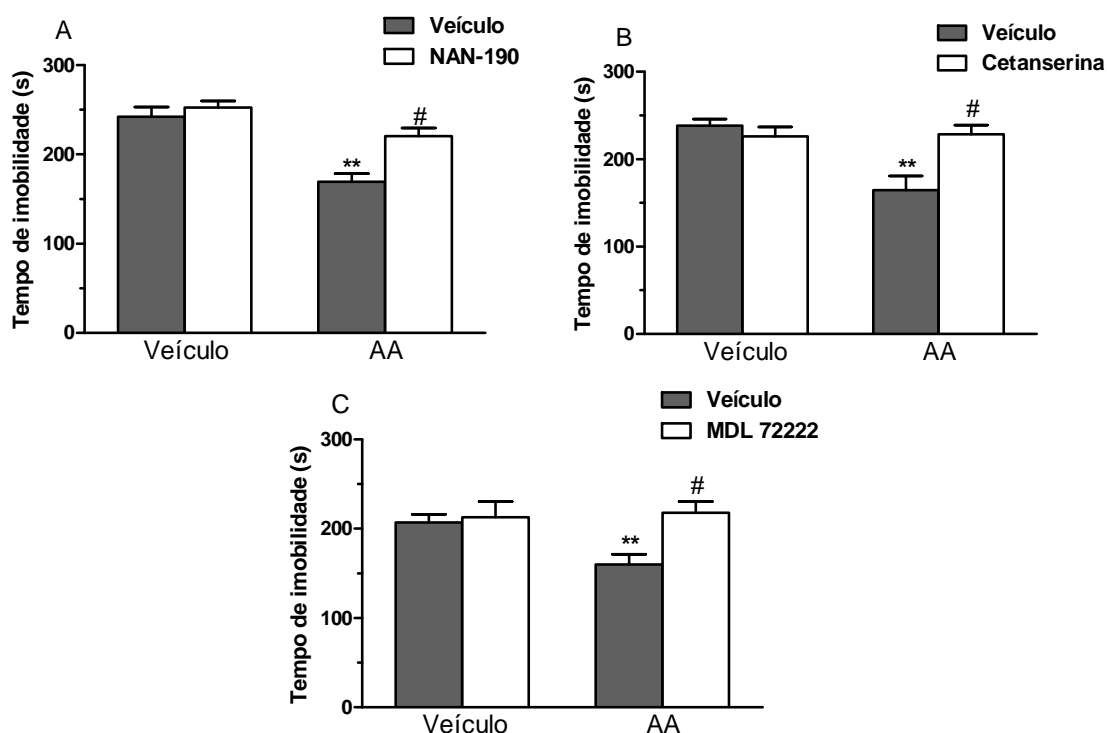 A
Veículo
NAN-190
Tempo de imobilidade (s)
300
200
100
0
**
#
Veículo
AA
B
Veículo
Cetanserina
Tempo de imobilidade (s)
300
200
100
0
**
#
Veículo
AA
C
Veículo
MDL 72222
Tempo de imobilidade (s)
300
200
100
0
**
#
Veículo
AA